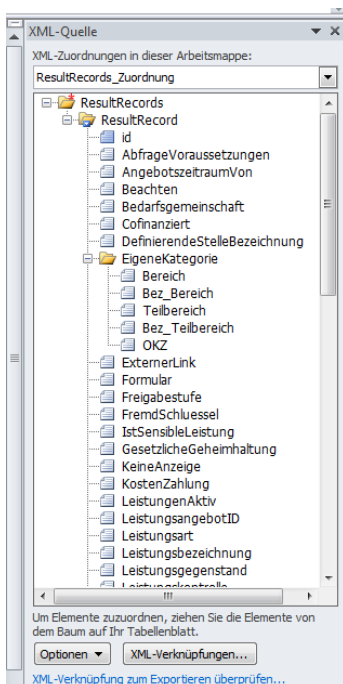 XML-Quelle
XML-Zuordnungen in dieser Arbeitsmappe:
ResultRecords_Zuordnung
ResultRecords
ResultRecord
id
AbfrageVoraussetzungen
AngebotszeitraumVon
Beachten
Bedarfsgemeinschaft
Cofinanziert
DefinierendeStelleBezeichnung
EigeneKategorie
Bereich
Bez_Bereich
Teilbereich
Bez_Teilbereich
OKZ
ExternerLink
Formular
Freigabestufe
FremdSchluessel
IstSensibleLeistung
GesetzlicheGeheimhaltung
KeineAnzeige
KostenZahlung
LeistungenAktiv
LeistungsangebotID
Leistungsart
Leistungsbezeichnung
Leistungsgegenstand
Leistungskontrolle
Um Elemente zuzuordnen, ziehen Sie die Elemente von
dem Baum auf Ihr Tabellenblatt.
Optionen XML-Verknüpfungen...
XML-Verknüpfung zum Exportieren überprüfen...